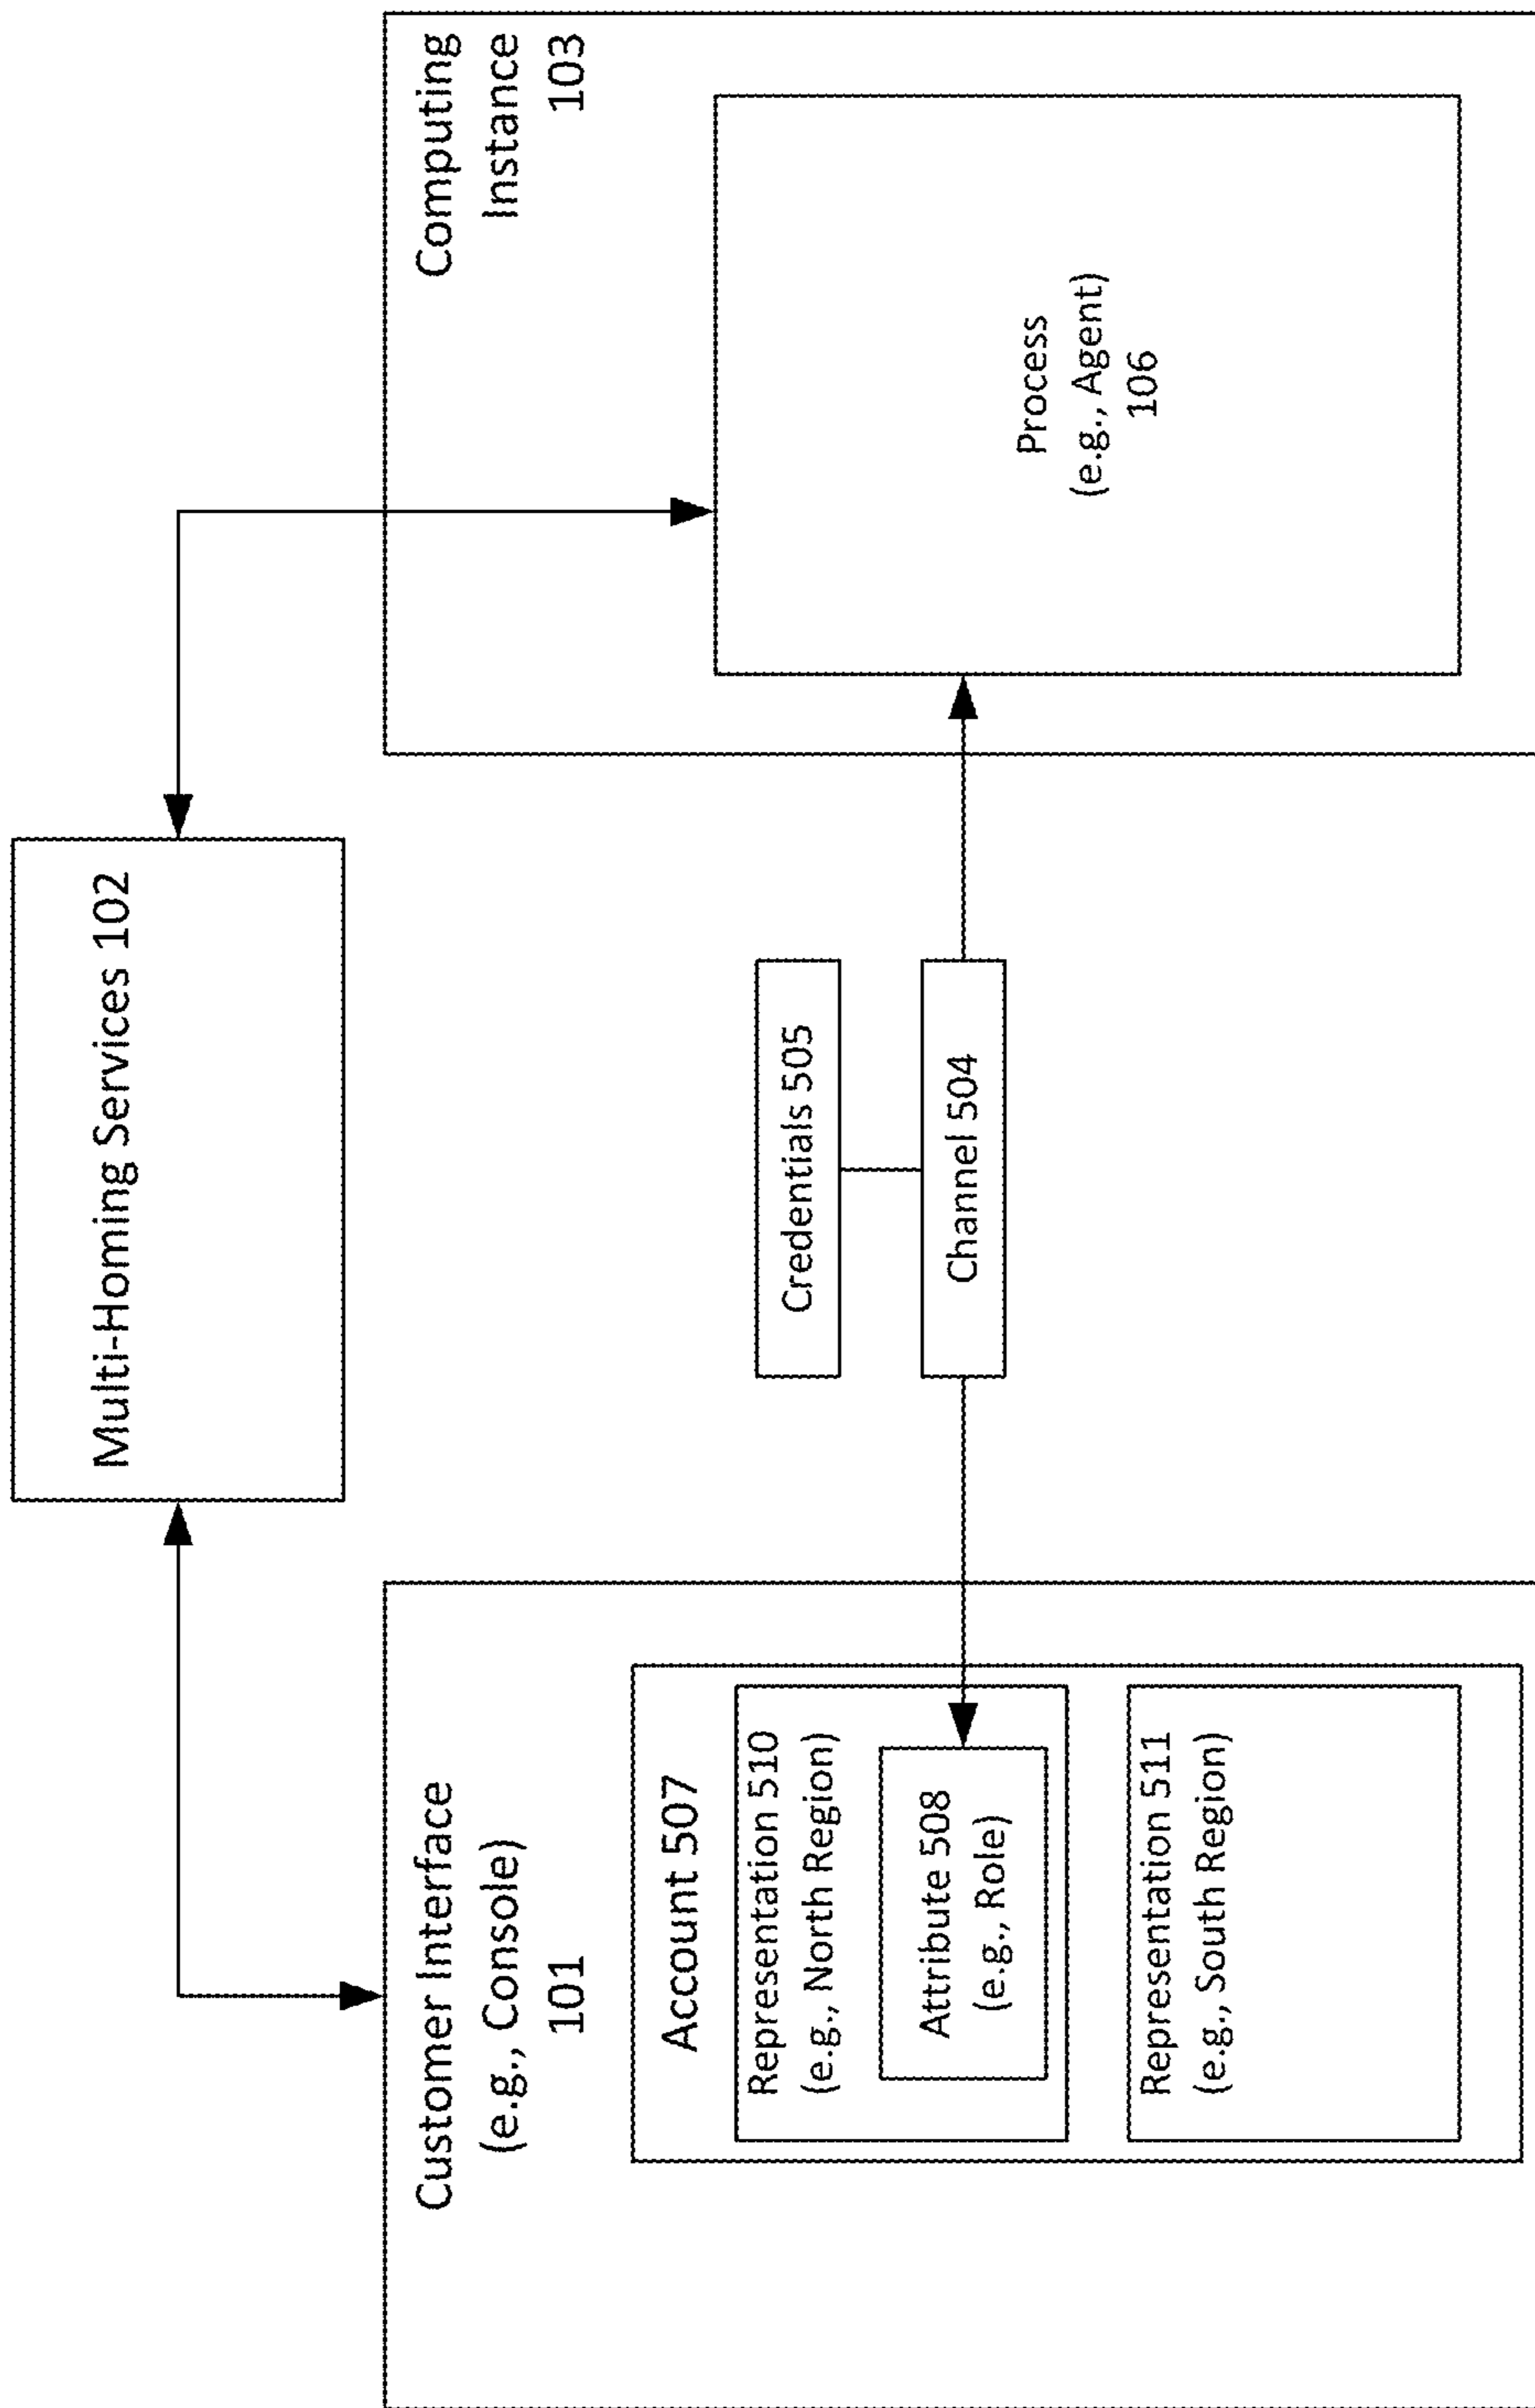 Multi-Homing Services 102
Customer Interface
(e.g., Console)
101
Account 507
Representation 510
(e.g., North Region)
Attribute 508
(e.g., Role)
Representation 511
(e.g., South Region)
Credentials 505
Channel 504
Computing
Instance
103
Process
(e.g., Agent)
106